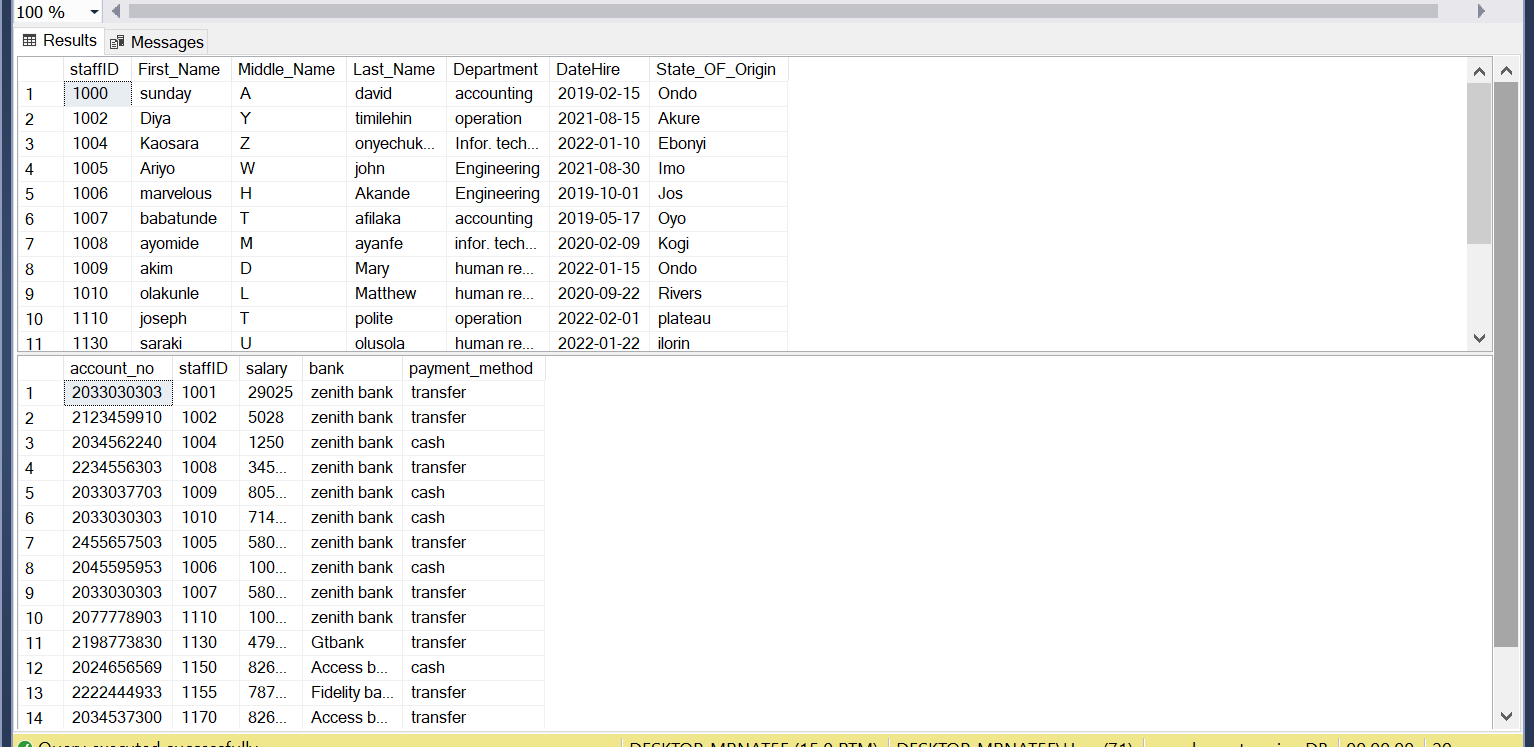 100 %
Results Messages
staffID First_Name Middle_Name Last_Name Department DateHire State_OF_Origin
1 1000 sunday A david accounting 2019-02-15 Ondo
2 1002 Diya Y timilehin operation 2021-08-15 Akure
3 1004 Kaosara Z onyechuk... Infor. tech... 2022-01-10 Ebonyi
4 1005 Ariyo W john Engineering 2021-08-30 Imo
5 1006 marvelous H Akande Engineering 2019-10-01 Jos
6 1007 babatunde T afilaka accounting 2019-05-17 Oyo
7 1008 ayomide M ayanfe infor. tech... 2020-02-09 Kogi
8 1009 akim D Mary human re... 2022-01-15 Ondo
9 1010 olakunle L Matthew human re... 2020-09-22 Rivers
10 1110 joseph T polite operation 2022-02-01 plateau
11 1130 saraki U olusola human re... 2022-01-22 ilorin
account_no staffID salary bank payment_method
1 2033030303 1001 29025 zenith bank transfer
2 2123459910 1002 5028 zenith bank transfer
3 2034562240 1004 1250 zenith bank cash
4 2234556303 1008 345... zenith bank transfer
5 2033037703 1009 805... zenith bank cash
6 2033030303 1010 714... zenith bank cash
7 2455657503 1005 580... zenith bank transfer
8 2045595953 1006 100... zenith bank cash
9 2033030303 1007 580... zenith bank transfer
10 2077778903 1110 100... zenith bank transfer
11 2198773830 1130 479... Gtbank transfer
12 2024656569 1150 826... Access b... cash
13 2222444933 1155 787... Fidelity ba... transfer
14 2034537300 1170 826... Access b... transfer
Query executed successfully